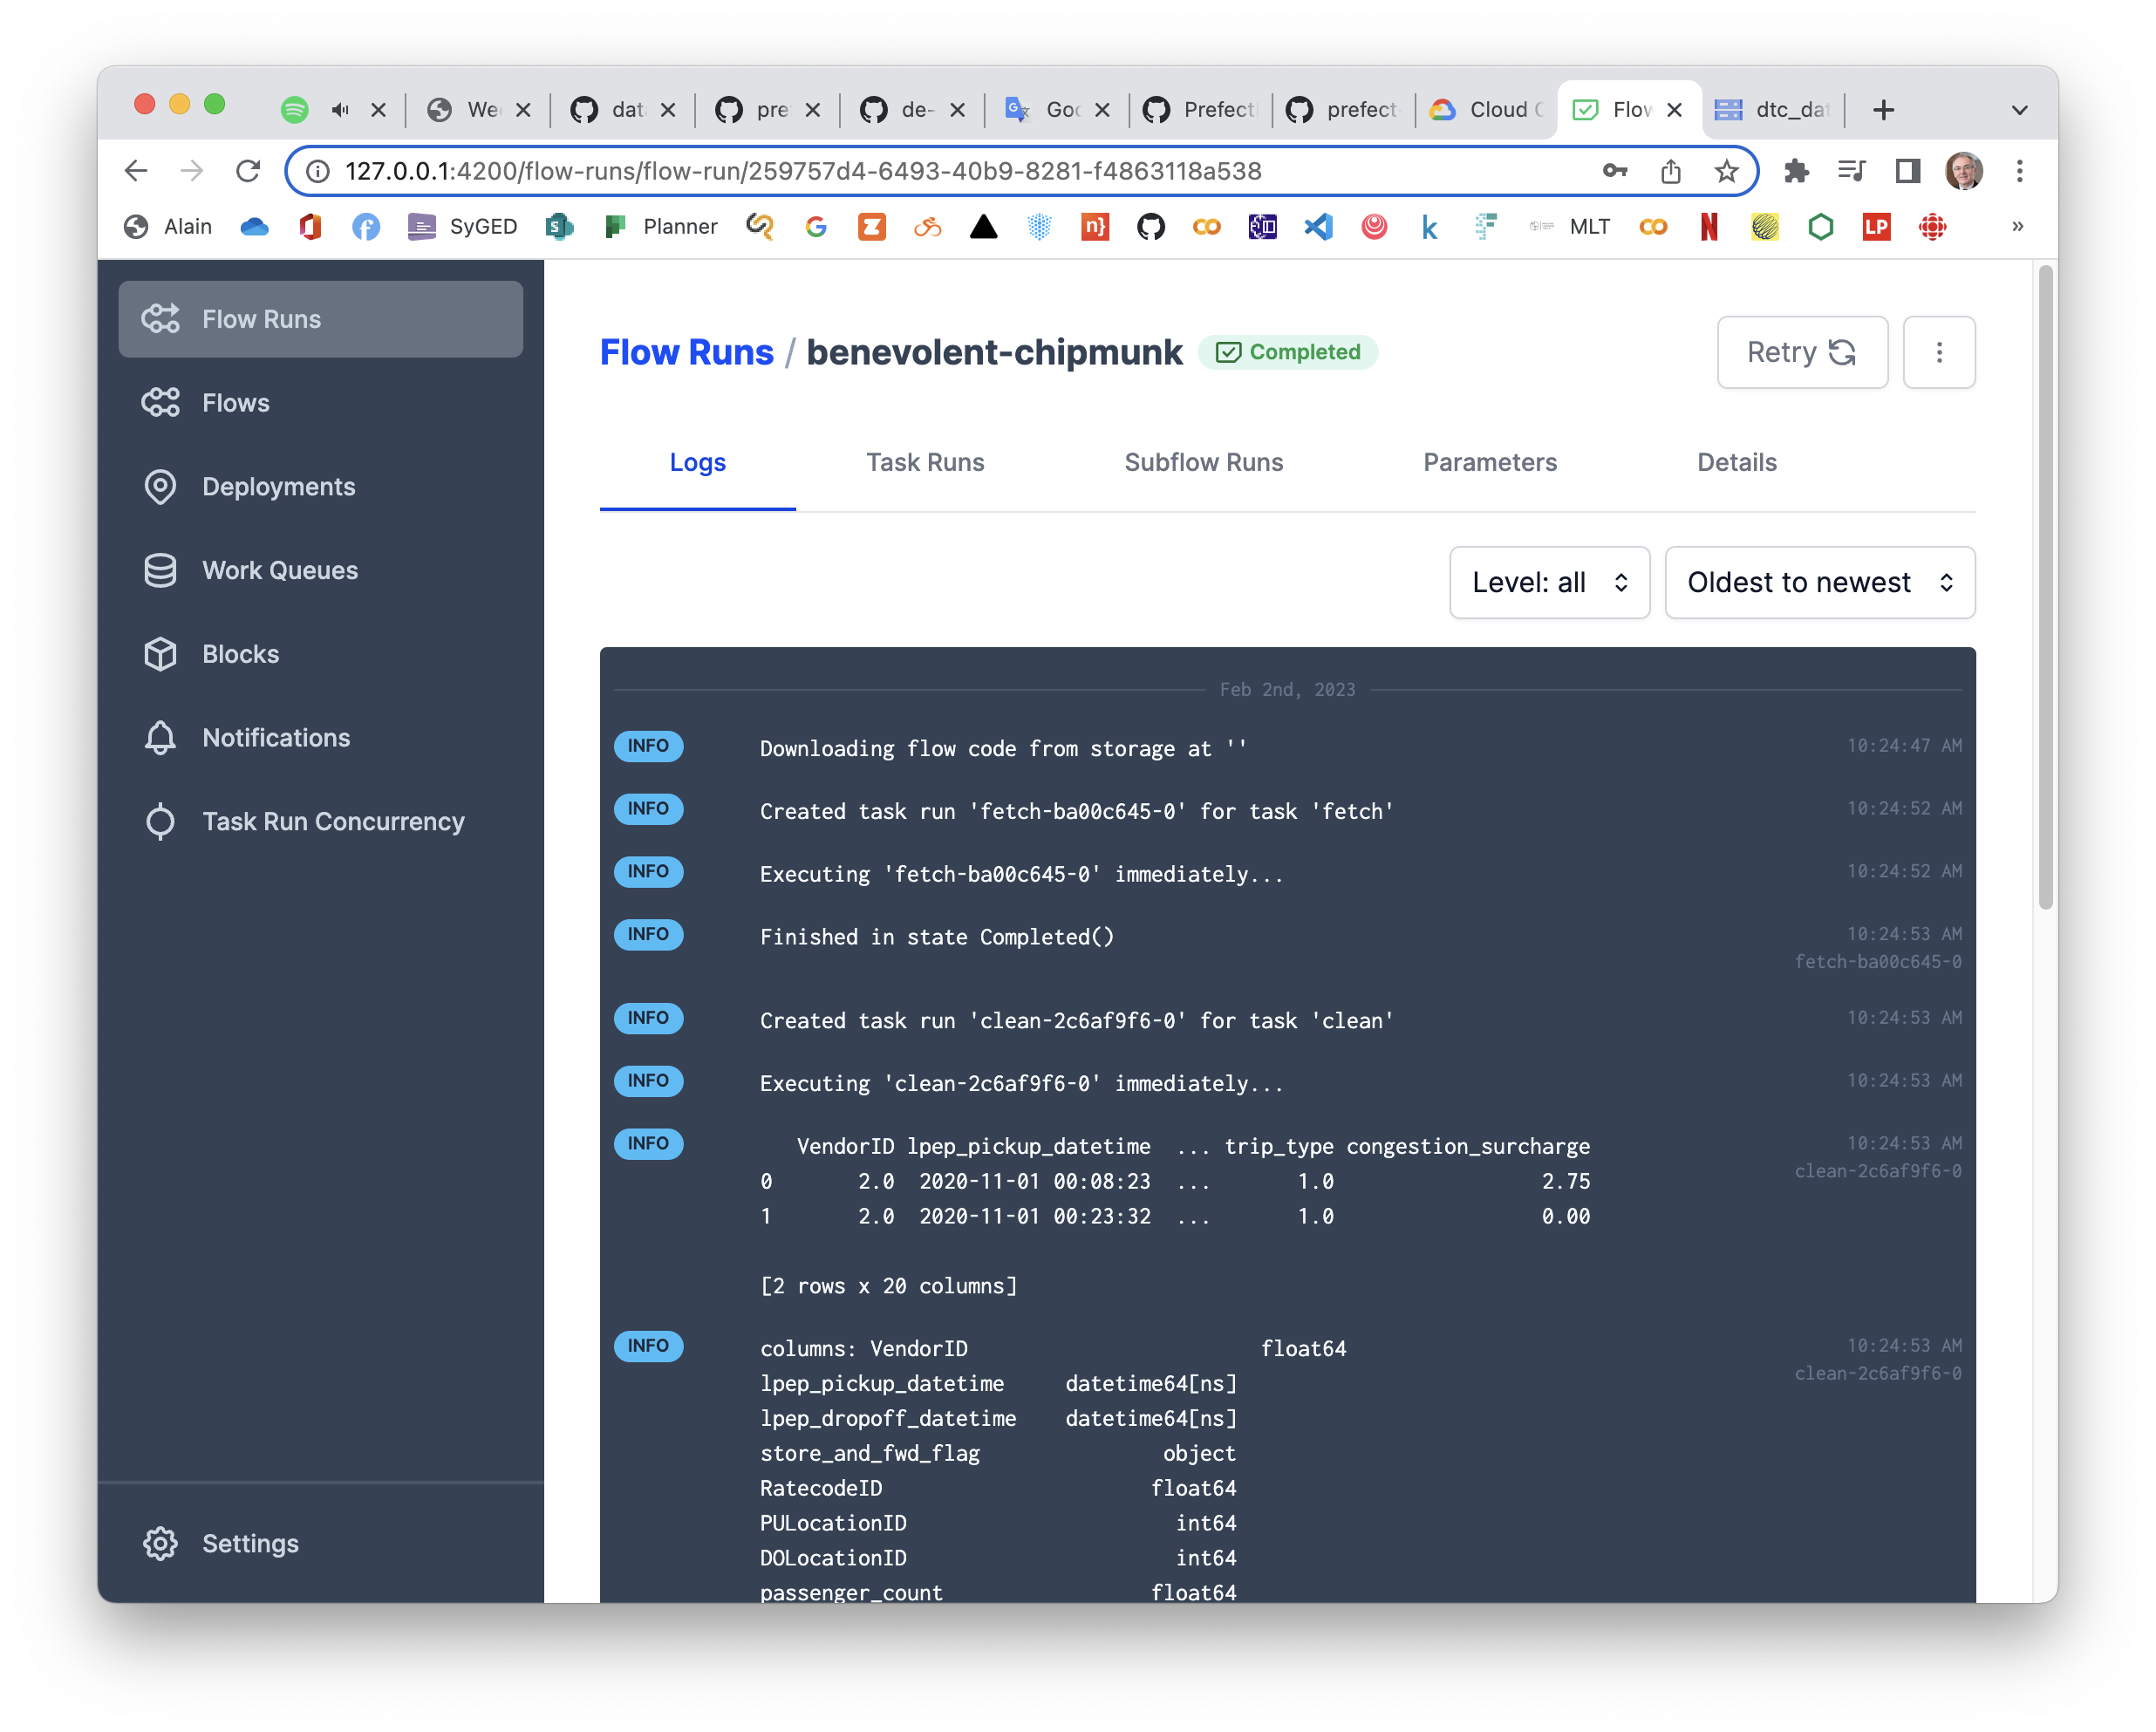 We
dat
pre
de-
Goo
Prefect
prefect
Cloud C
Flow
dtc_dat
127.0.0.1:4200/flow-runs/flow-run/259757d4-6493-40b9-8281-f4863118a538
Alain
SyGED
Planner
MLT
LP
»
Flow Runs
Flows
Deployments
Work Queues
Blocks
Notifications
Task Run Concurrency
Settings
Flow Runs / benevolent-chipmunk Completed
Retry
Logs Task Runs Subflow Runs Parameters Details
Level: all Oldest to newest
Feb 2nd, 2023
INFO Downloading flow code from storage at '' 10:24:47 AM
INFO Created task run 'fetch-ba00c645-0' for task 'fetch' 10:24:52 AM
INFO Executing 'fetch-ba00c645-0' immediately... 10:24:52 AM
INFO Finished in state Completed() 10:24:53 AM
fetch-ba00c645-0
INFO Created task run 'clean-2c6af9f6-0' for task 'clean' 10:24:53 AM
INFO Executing 'clean-2c6af9f6-0' immediately... 10:24:53 AM
INFO VendorID lpep_pickup_datetime ... trip_type congestion_surcharge 10:24:53 AM
clean-2c6af9f6-0
0 2.0 2020-11-01 00:08:23 ... 1.0 2.75
1 2.0 2020-11-01 00:23:32 ... 1.0 0.00
[2 rows x 20 columns]
INFO columns: VendorID float64 10:24:53 AM
clean-2c6af9f6-0
lpep_pickup_datetime datetime64[ns]
lpep_dropoff_datetime datetime64[ns]
store_and_fwd_flag object
RatecodeID float64
PULocationID int64
DOLocationID int64
passenger_count float64